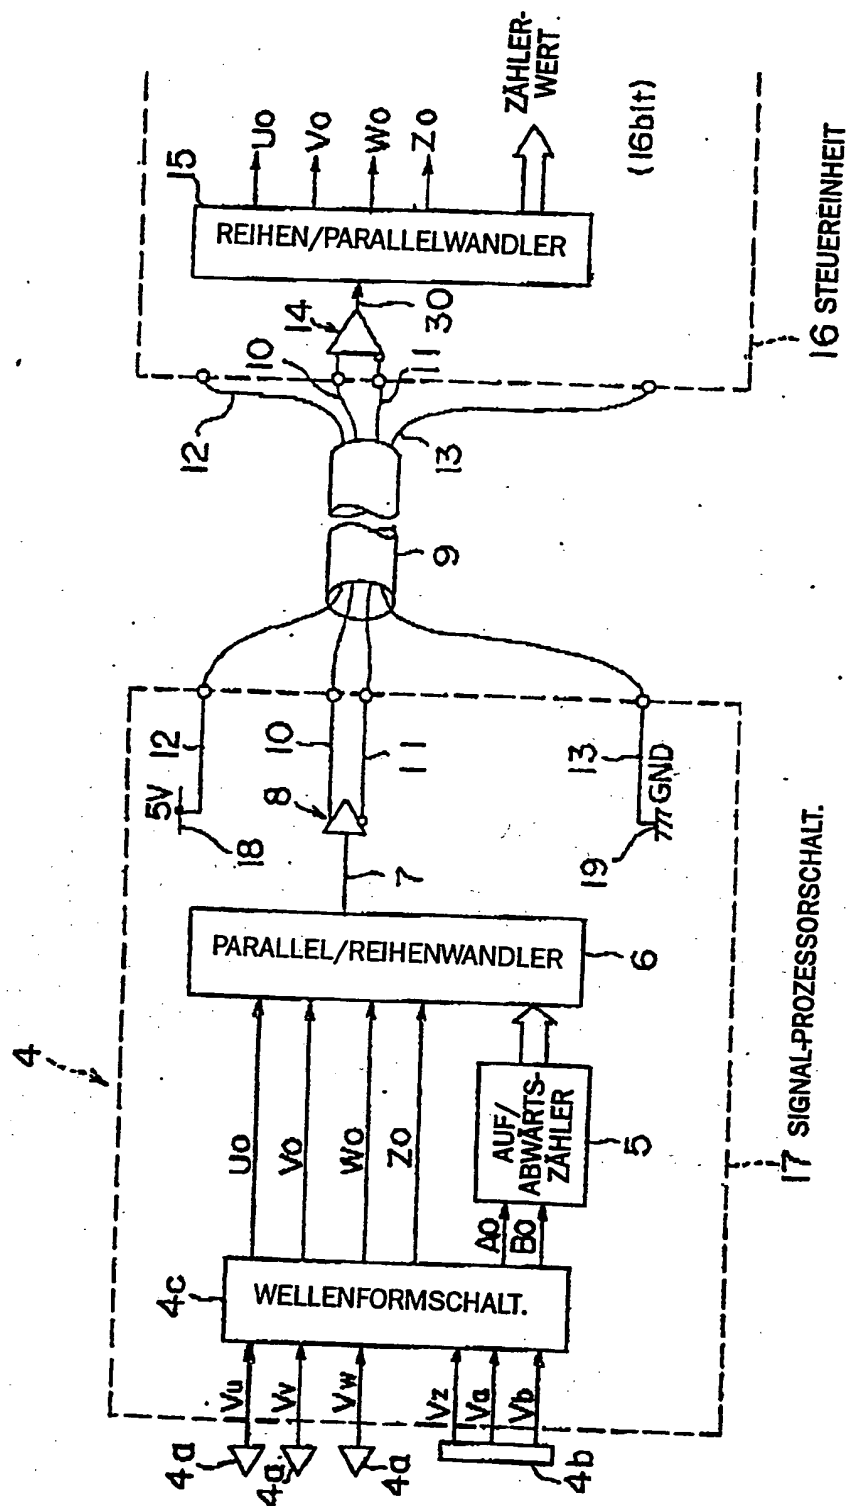 4
4a
4a
4a
4b
Vu
Vv
Vw
Vz
Va
Vb
4c
WELLENFORMSCHALT.
Uo
Vo
Wo
Zo
Ao
Bo
AUF/
ABWÄRTS-
ZÄHLER
5
PARALLEL/REIHENWANDLER
6
7
8
5V
18
12
10
11
13
GND
19
17 SIGNAL-PROZESSORSCHALT.
9
12
10
11
13
14
30
15
REIHEN/PARALLELWANDLER
Uo
Vo
Wo
Zo
ZÄHLER-
WERT
(16bit)
16 STEUEREINHEIT